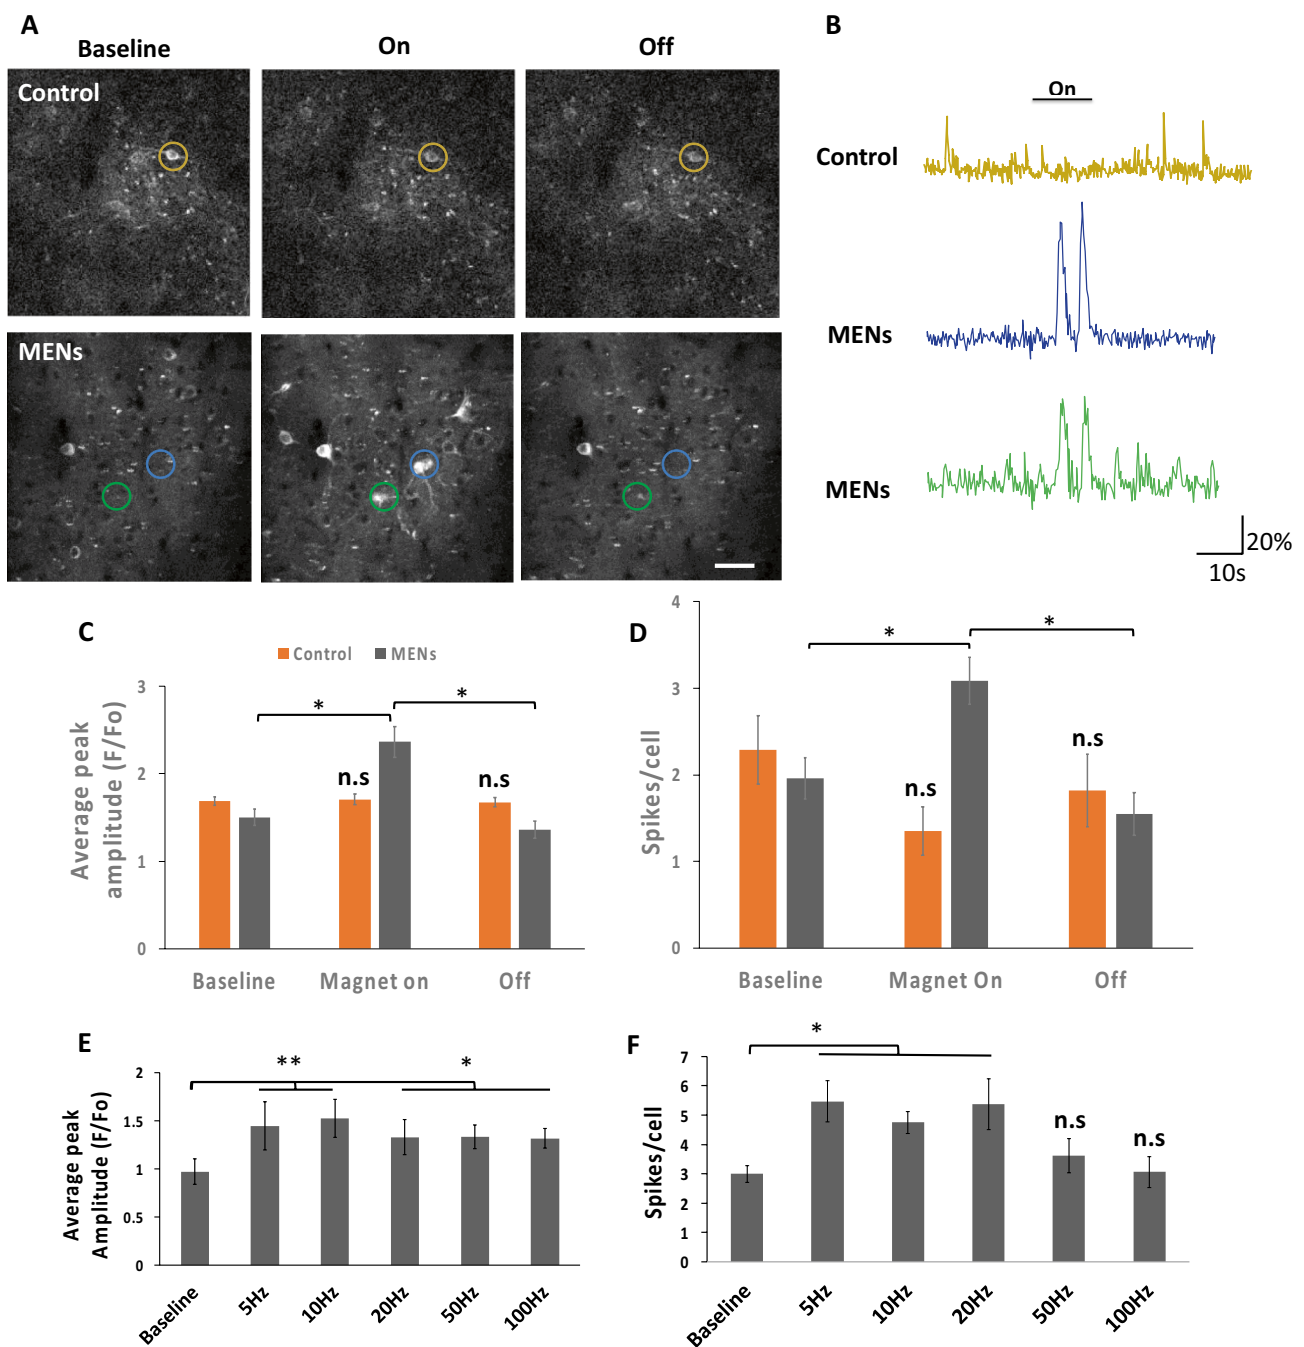 A
Baseline
On
Off
Control
MENs
B
On
Control
MENs
MENs
20%
10s
C
Control
MENs
Average peak
amplitude (F/Fo)
3
2
1
0
*
*
n.s
n.s
Baseline
Magnet on
Off
D
Spikes/cell
4
3
2
1
0
*
*
n.s
n.s
Baseline
Magnet On
Off
E
Average peak
Amplitude (F/Fo)
2
1.5
1
0.5
0
**
*
Baseline
5Hz
10Hz
20Hz
50Hz
100Hz
F
Spikes/cell
7
6
5
4
3
2
1
0
*
n.s
n.s
Baseline
5Hz
10Hz
20Hz
50Hz
100Hz